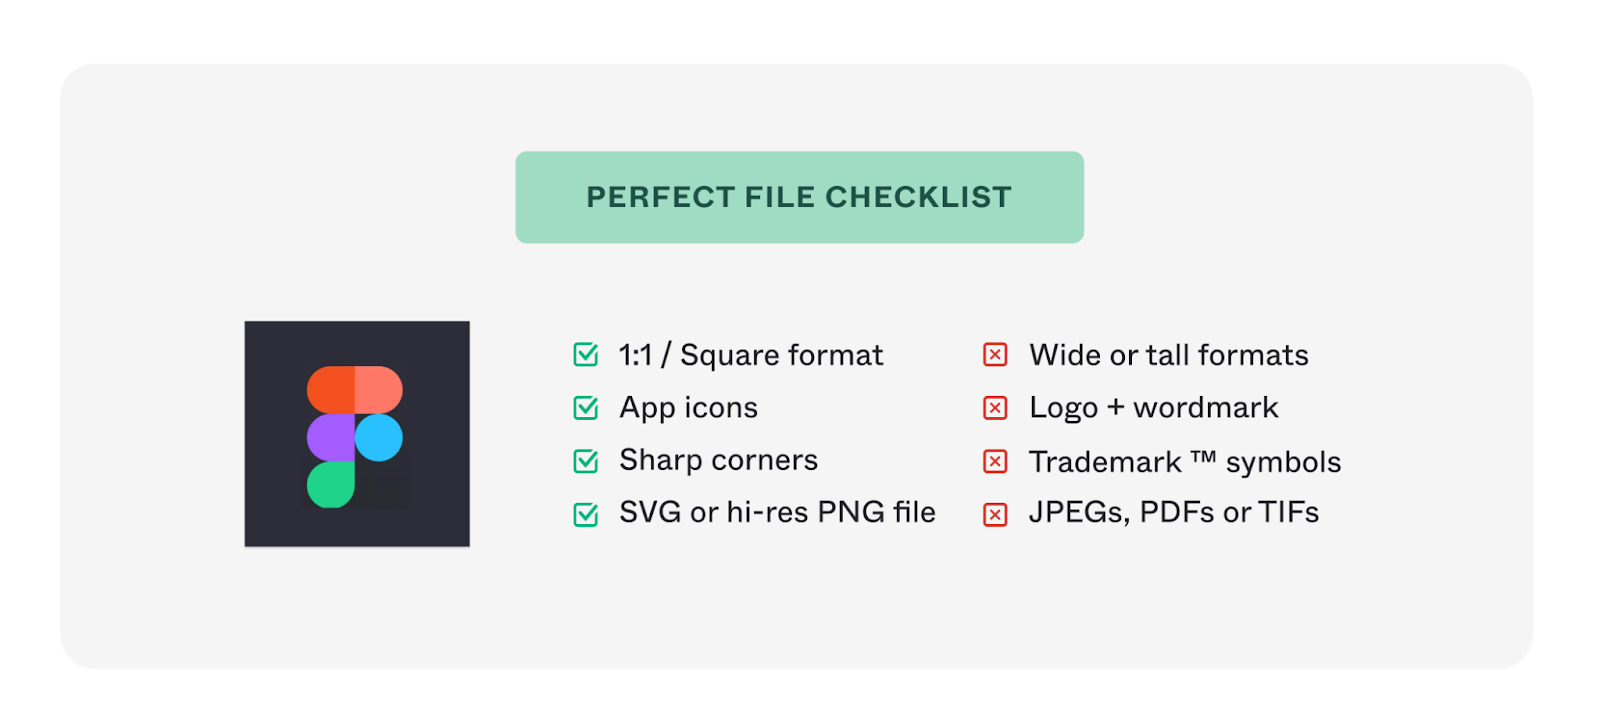 PERFECT FILE CHECKLIST
1:1 / Square format
App icons
Sharp corners
SVG or hi-res PNG file
Wide or tall formats
Logo + wordmark
Trademark ™ symbols
JPEGs, PDFs or TIFs